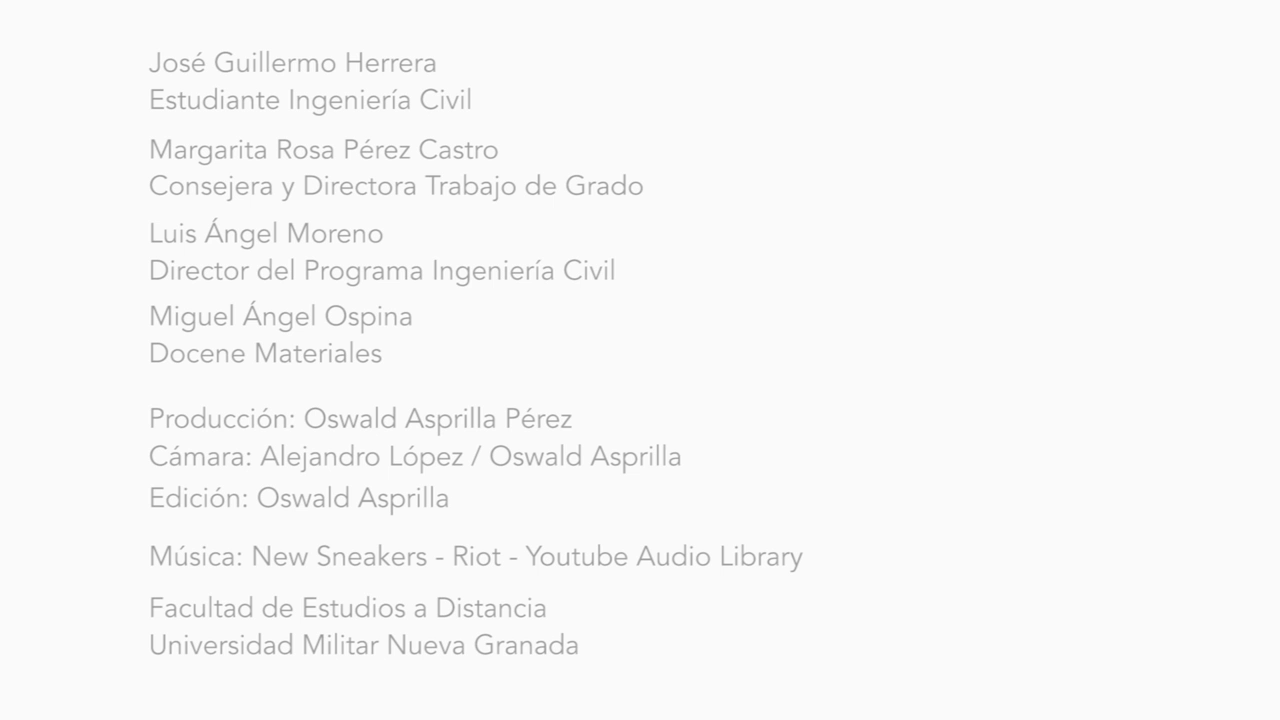 José Guillermo Herrera
Estudiante Ingeniería Civil
Margarita Rosa Pérez Castro
Consejera y Directora Trabajo de Grado
Luis Ángel Moreno
Director del Programa Ingeniería Civil
Miguel Ángel Ospina
Docene Materiales
Producción: Oswald Asprilla Pérez
Cámara: Alejandro López / Oswald Asprilla
Edición: Oswald Asprilla
Música: New Sneakers - Riot - Youtube Audio Library
Facultad de Estudios a Distancia
Universidad Militar Nueva Granada